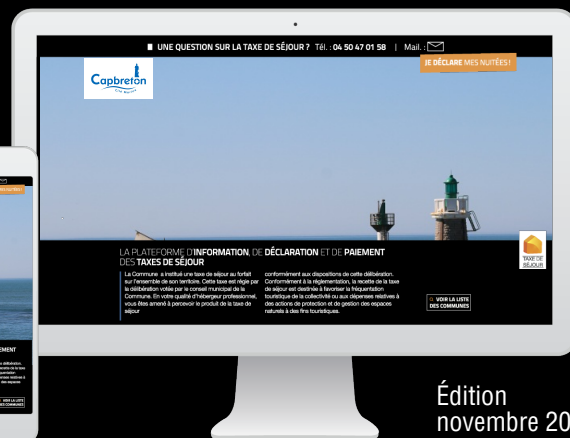 UNE QUESTION SUR LA TAXE DE SÉJOUR ? Tél. : 04 50 47 01 58 | Mail. :
JE DÉCLARE MES NUITÉES !
Capbreton
LA PLATEFORME D'INFORMATION, DE DÉCLARATION ET DE PAIEMENT
DES TAXES DE SÉJOUR
La Commune a institué une taxe de séjour au forfait
sur l'ensemble de son territoire. Cette taxe est régie par
la délibération votée par le conseil municipal de la
Commune. En votre qualité d'hébergeur professionnel,
vous êtes amené à percevoir le produit de la taxe de
séjour
conformément aux dispositions de cette délibération.
Conformément à la réglementation, la recette de la taxe
de séjour est destinée à favoriser la fréquentation
touristique de la collectivité ou aux dépenses relatives à
des actions de protection et de gestion des espaces
naturels à des fins touristiques.
TAXE DE
SÉJOUR
VOIR LA LISTE
DES COMMUNES
VOIR LA LISTE
DES COMMUNES
Édition
novembre 20